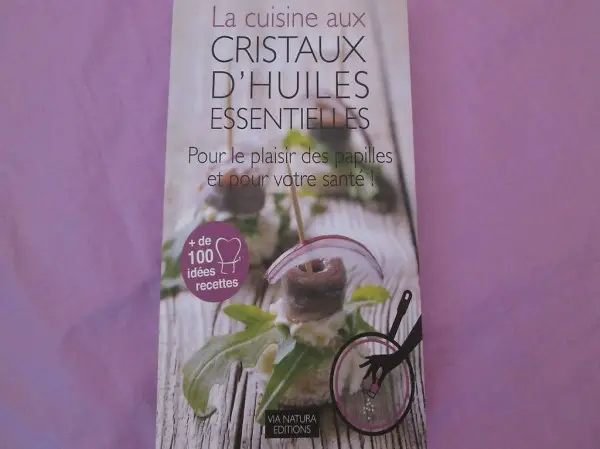 La cuisine aux
CRISTAUX
D'HUILES
ESSENTIELLES
Pour le plaisir des papilles
et pour votre santé !
+ de
100
idées
recettes
VIA NATURA
EDITIONS